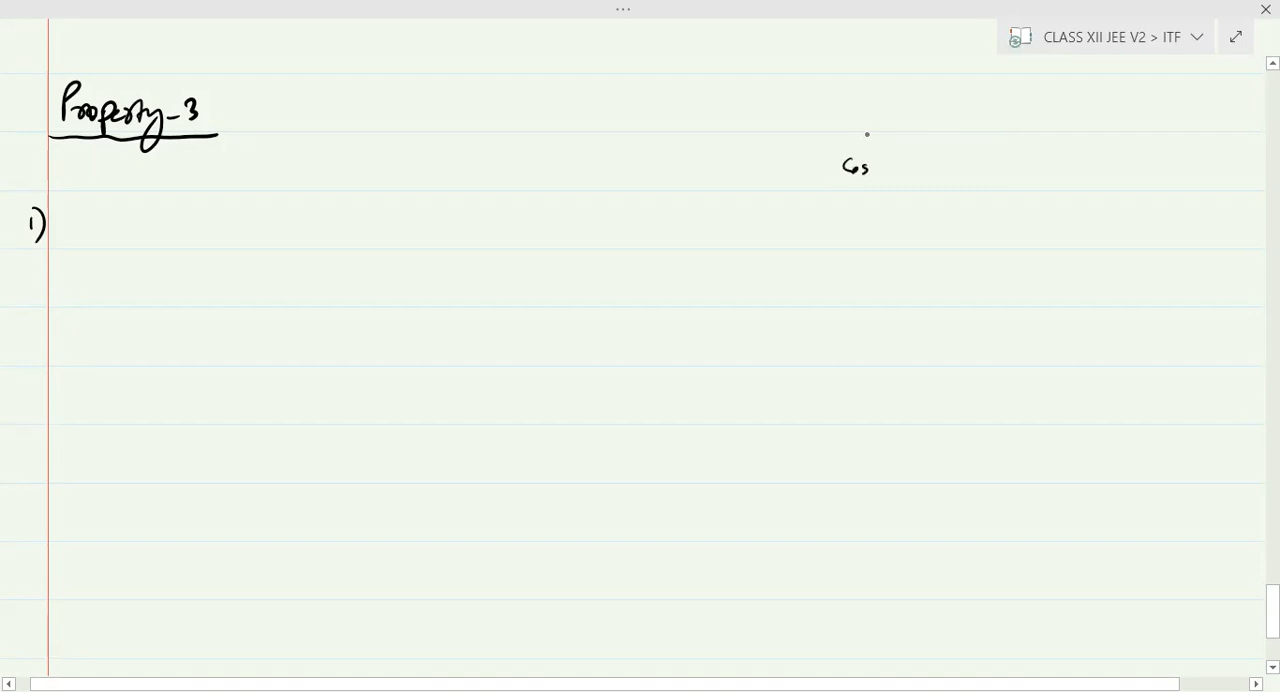 CLASS XII JEE V2 > ITF
Property-3
Cos
1)